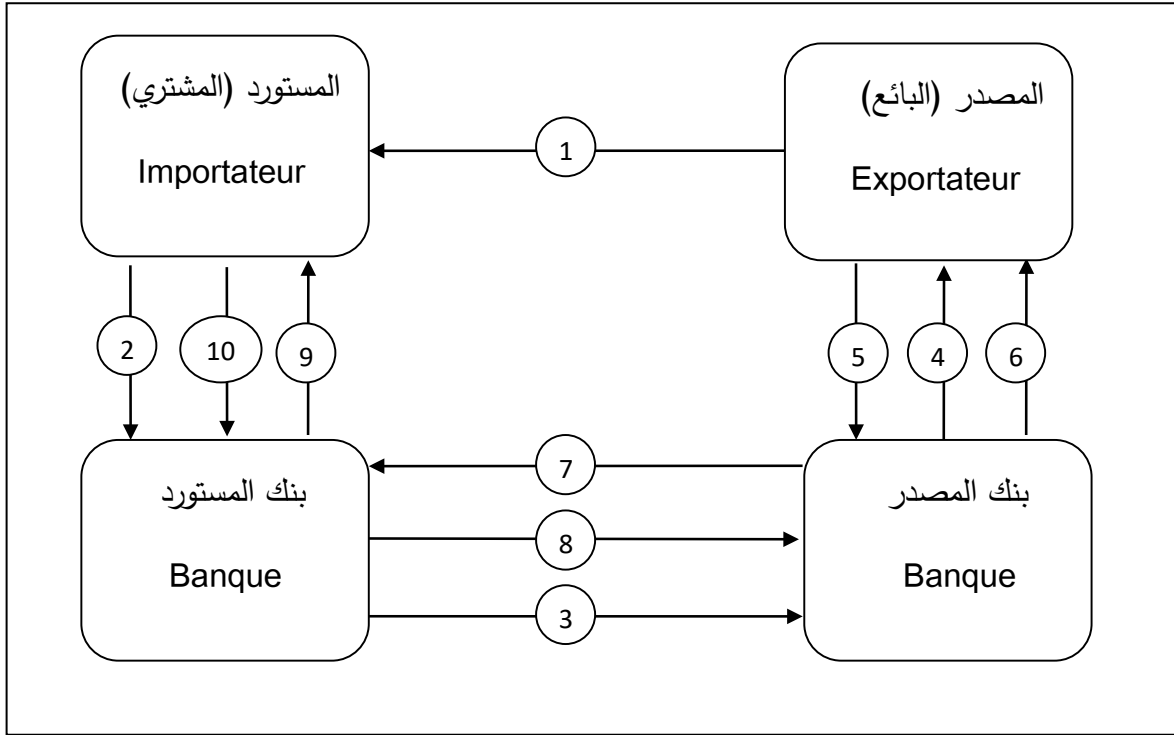 المستورد (المشتري)
Importateur
المصدر (البائع)
Exportateur
1
2
10
9
5
4
6
بنك المستورد
Banque
بنك المصدر
Banque
7
8
3